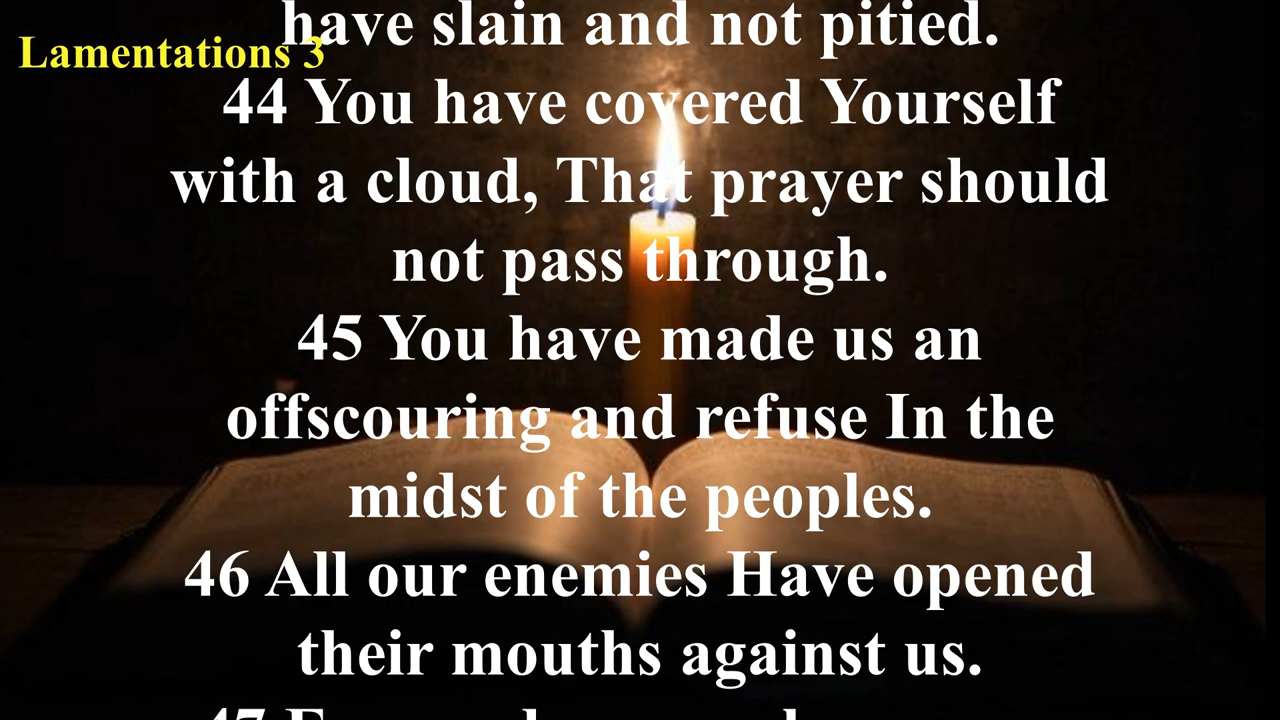 have slain and not pitied.
Lamentations 3
44 You have covered Yourself
with a cloud, That prayer should
not pass through.
45 You have made us an
offscouring and refuse In the
midst of the peoples.
46 All our enemies Have opened
their mouths against us.
47